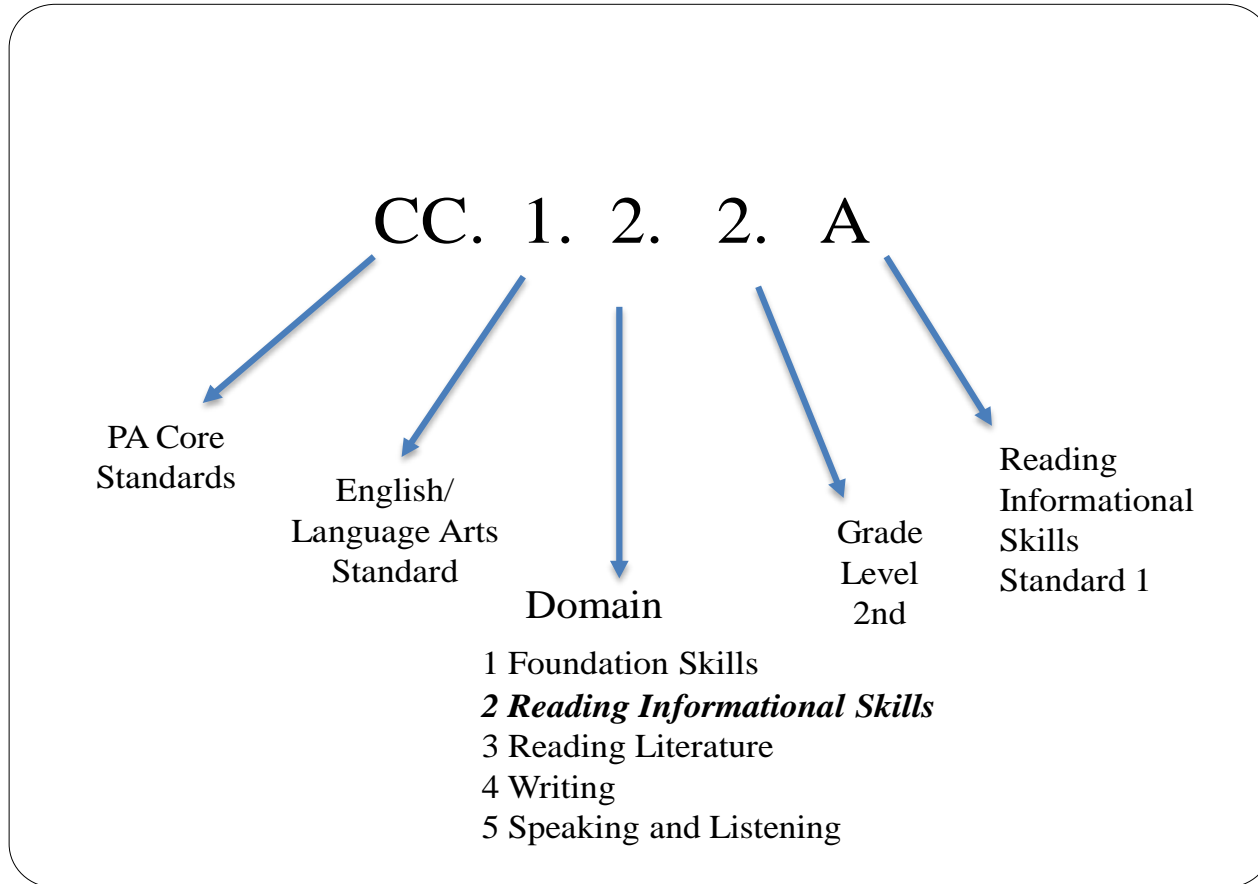 CC. 1. 2. 2. A
PA Core
Standards
English/
Language Arts
Standard
Domain
1 Foundation Skills
2 Reading Informational Skills
3 Reading Literature
4 Writing
5 Speaking and Listening
Grade
Level
2nd
Reading
Informational
Skills
Standard 1